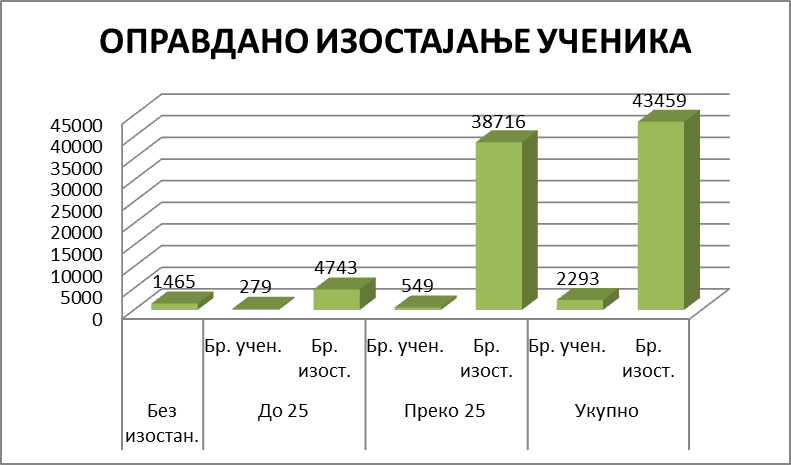 ОПРАВДАНО ИЗОСТАЈАЊЕ УЧЕНИКА
45000
40000
35000
30000
25000
20000
15000
10000
5000
0
1465
279
4743
549
38716
2293
43459
Бр. учен.
Бр.
изост.
Бр. учен.
Бр.
изост.
Бр. учен.
Бр.
изост.
Без
изостан.
До 25
Преко 25
Укупно